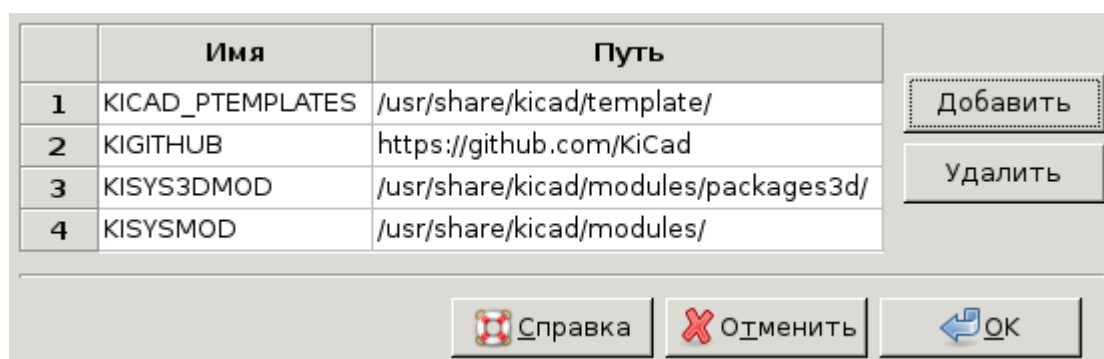 Имя Путь
1 KICAD_PTEMPLATES /usr/share/kicad/template/
2 KIGITHUB https://github.com/KiCad
3 KISYS3DMOD /usr/share/kicad/modules/packages3d/
4 KISYSMOD /usr/share/kicad/modules/
Добавить
Удалить
Справка Отменить OK